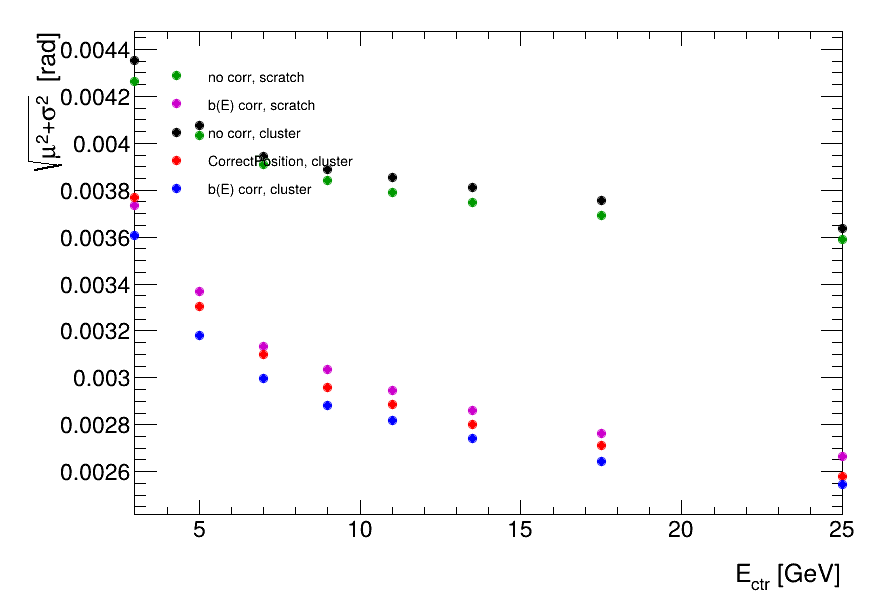 √μ²+σ² [rad]
0.0044
0.0042
0.004
0.0038
0.0036
0.0034
0.0032
0.003
0.0028
0.0026
no corr, scratch
b(E) corr, scratch
no corr, cluster
CorrectPosition, cluster
b(E) corr, cluster
5 10 15 20 25
E_ctr [GeV]